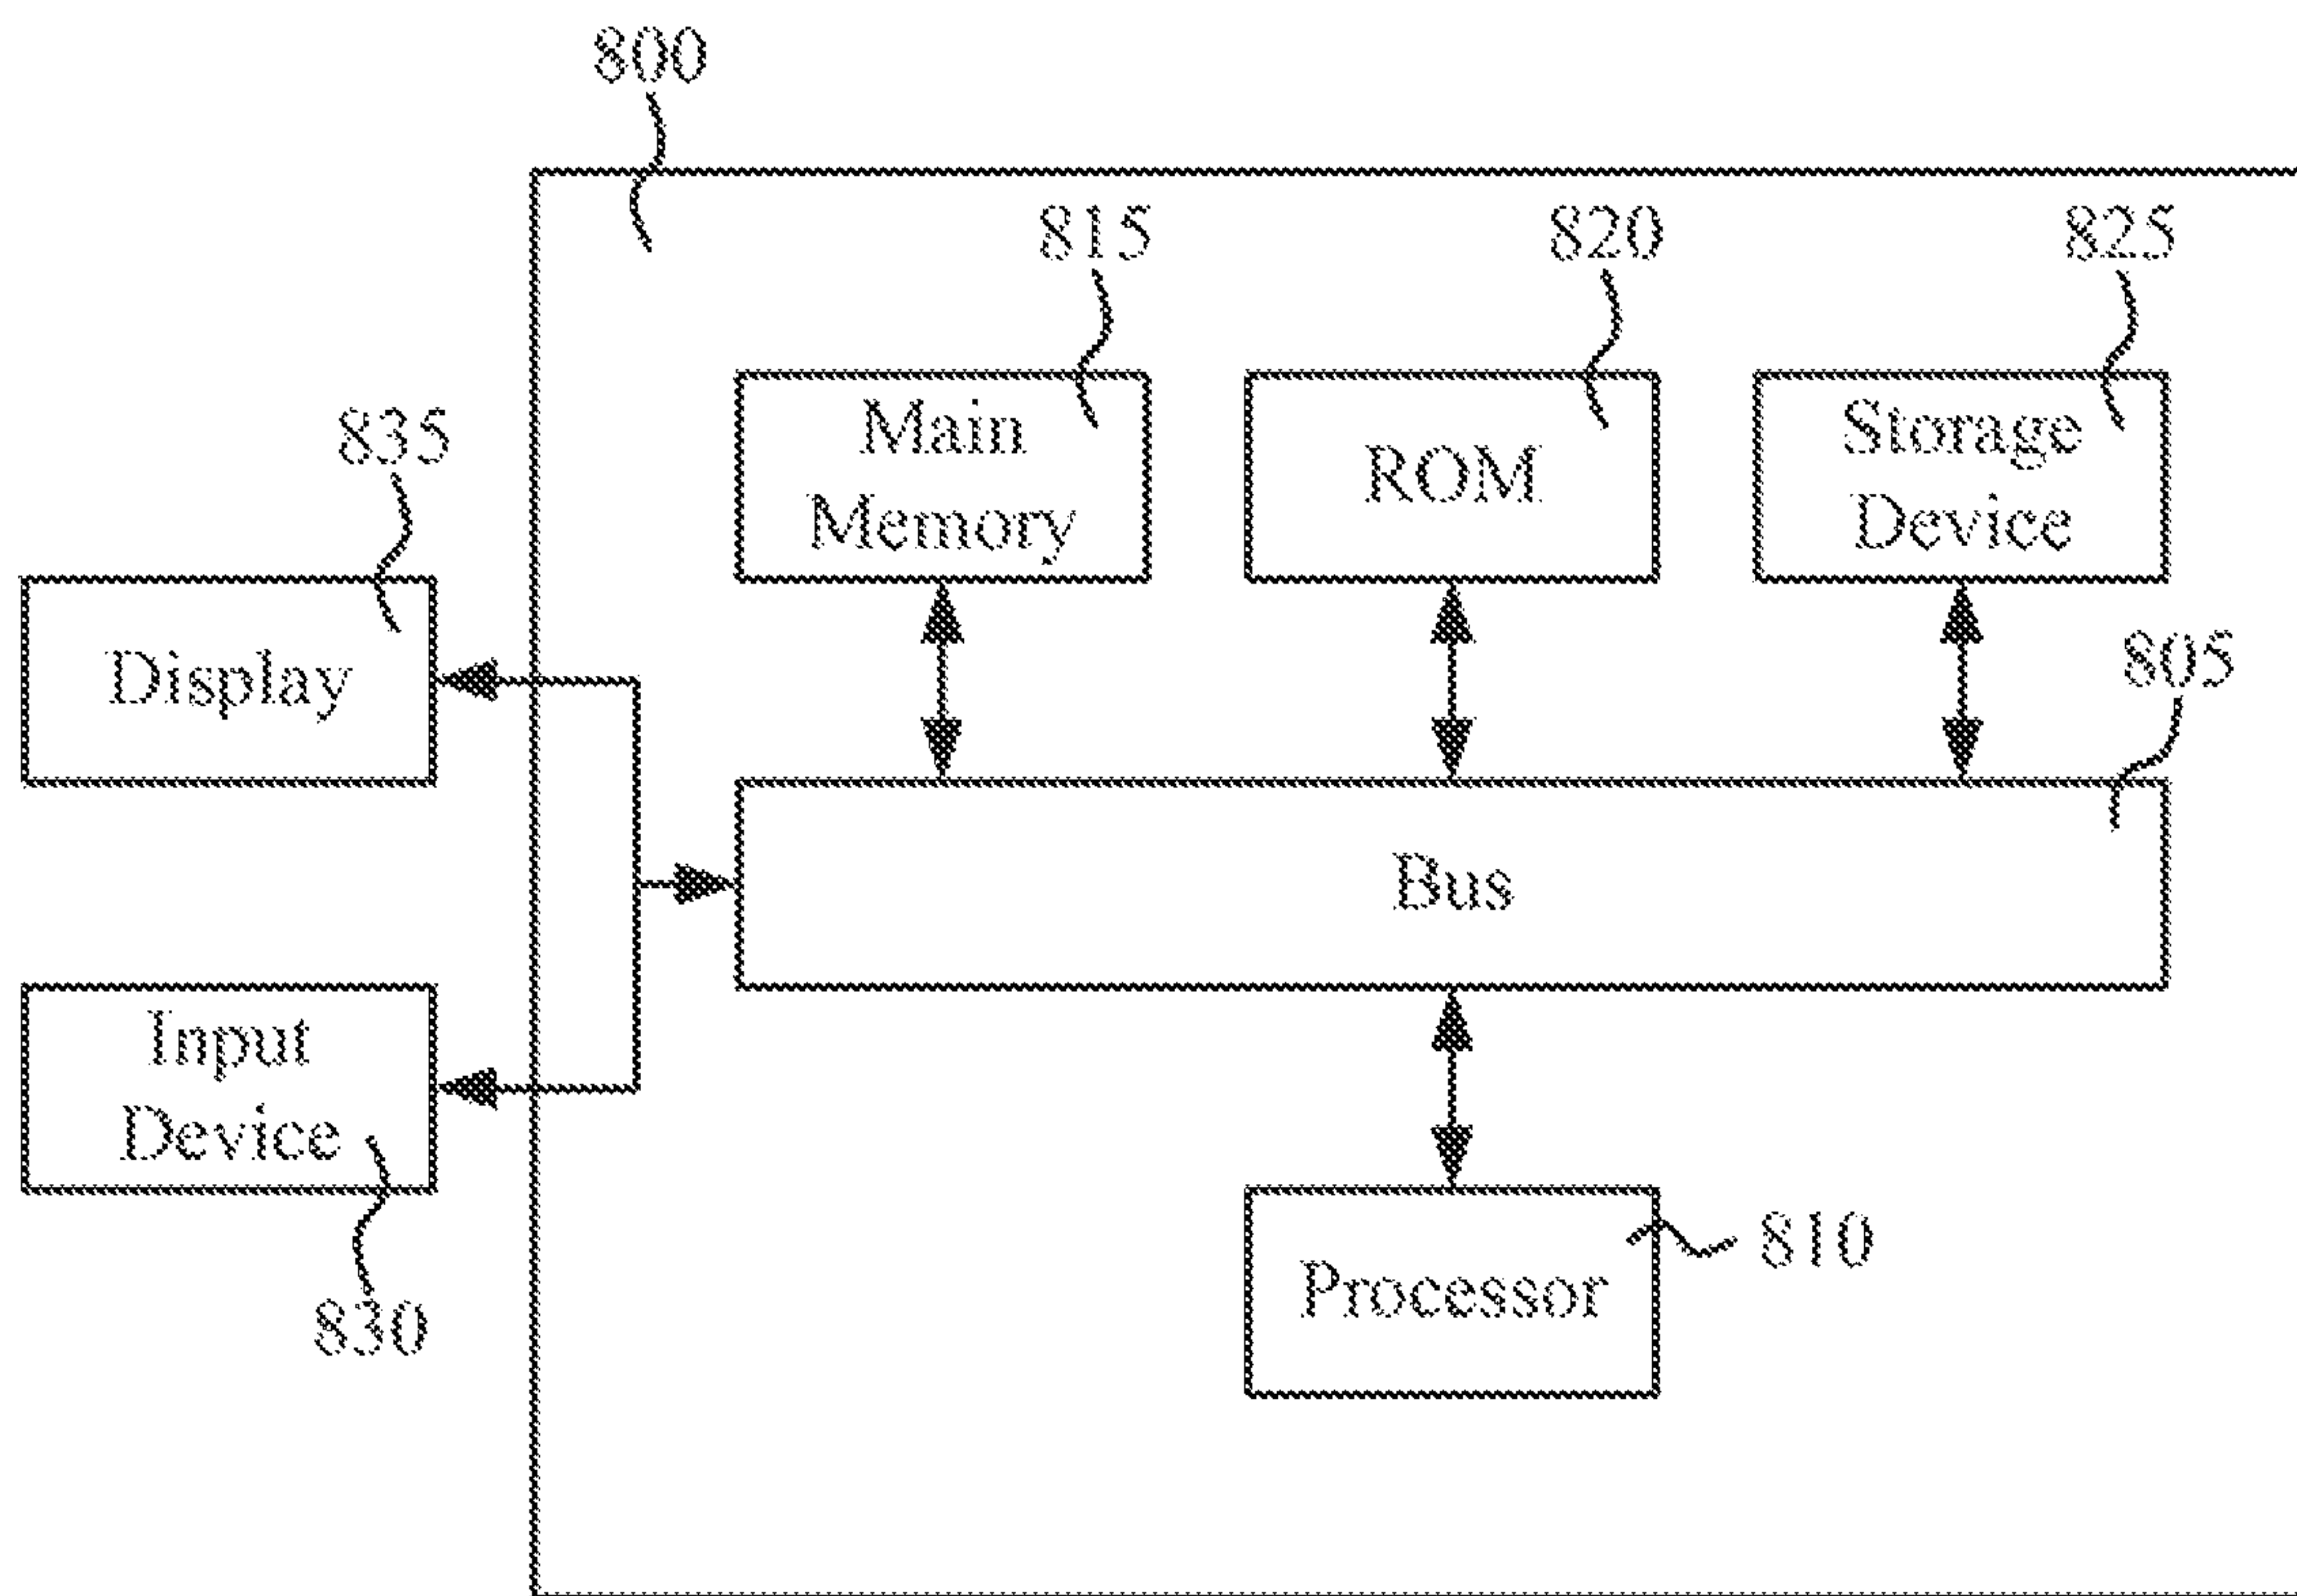 800
815
820
825
835
Main
Memory
ROM
Storage
Device
805
Display
Bus
Input
Device
830
Processor
810